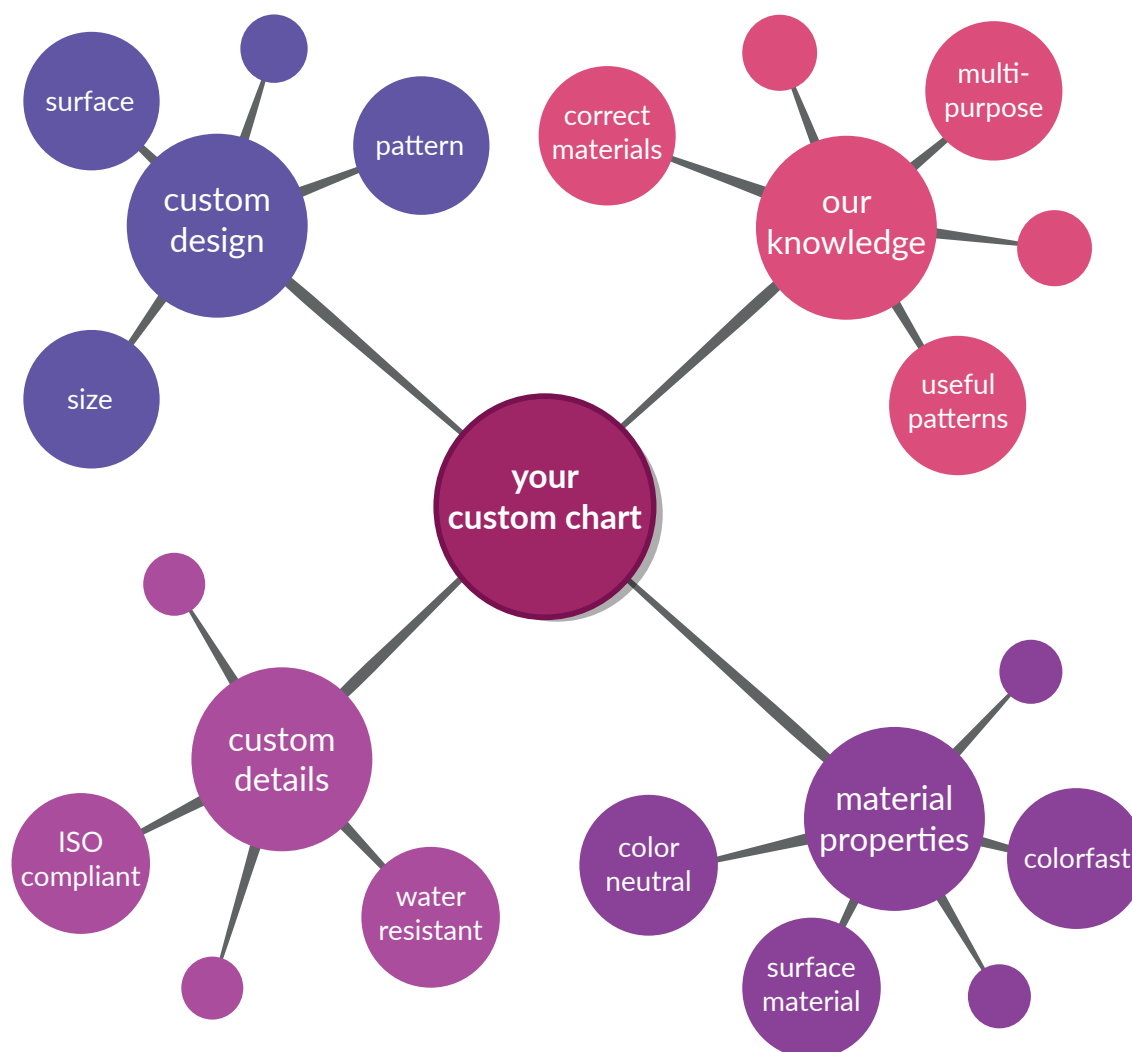 surface
pattern
custom
design
size
correct
materials
multi-
purpose
our
knowledge
useful
patterns
your
custom chart
custom
details
ISO
compliant
water
resistant
material
properties
color
neutral
colorfast
surface
material